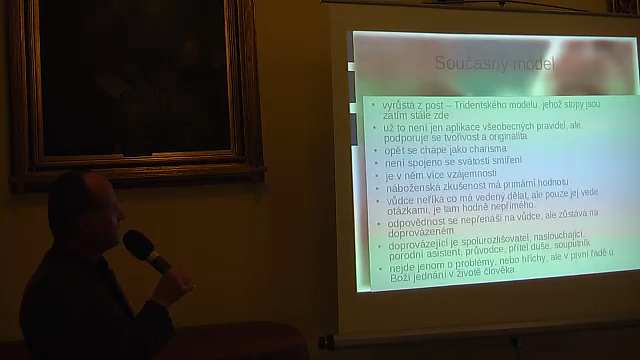 Současný model
• vyrůstá z post – Tridentského modelu, jehož stopy jsou
zatím stále zde
• už to není jen aplikace všeobecných pravidel, ale
podporuje se tvořivost a originalita
• opět se chápe jako charisma
• není spojeno se svátostí smíření
• je v něm více vzájemnosti
• náboženská zkušenost má primární hodnotu
• vůdce neříká co má vedený dělat, ale pouze jej vede
otázkami, je tam hodně nepřímého.
• odpovědnost se nepřenáší na vůdce, ale zůstává na
doprovázeném
• doprovázející je spolurozlišovatel, naslouchající,
porodní asistent, průvodce, přítel duše, souputník
• nejde jenom o problémy, nebo hříchy, ale v první řadě o
Boží jednání v životě člověka.